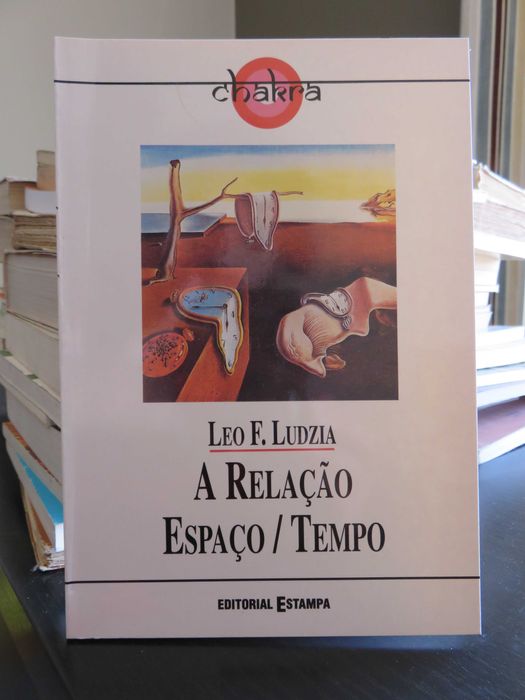 chakra
LEO F. LUDZIA
A RELAÇÃO
ESPAÇO / TEMPO
EDITORIAL ESTAMPA